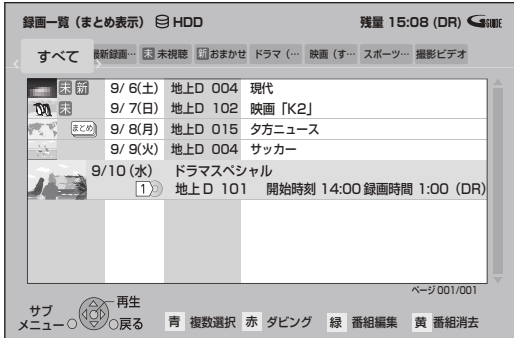 録画一覧（まとめ表示） HDD 残量 15:08 (DR) G GUIDE
すべて 最新録画… 未 未視聴 新 おまかせ ドラマ（… 映画（す… スポーツ… 撮影ビデオ
未 新 9/ 6(土) 地上D 004 現代
未 9/ 7(日) 地上D 102 映画「K2」
まとめ 9/ 8(月) 地上D 015 夕方ニュース
9/ 9(火) 地上D 004 サッカー
9/10(水) ドラマスペシャル
1 地上D 101 開始時刻 14:00 録画時間 1:00 (DR)
ページ 001/001
サブメニュー 再生 戻る 青 複数選択 赤 ダビング 緑 番組編集 黄 番組消去